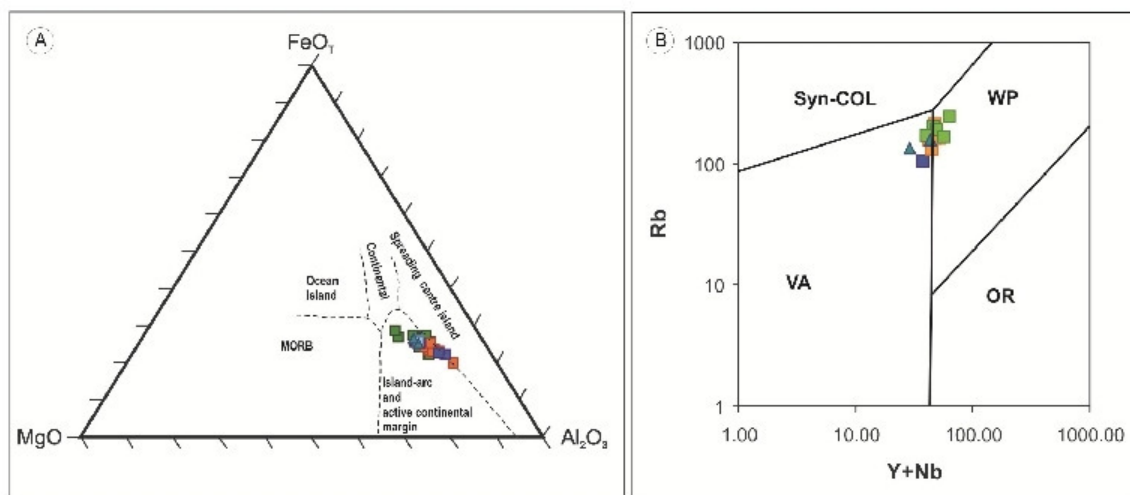 A
FeO_T
Ocean
Island
Continental
Spreading centre island
MORB
Island-arc
and
active continental
margin
MgO
Al₂O₃
B
1000
100
10
1
Rb
Syn-COL
WP
VA
OR
1.00 10.00 100.00 1000.00
Y+Nb